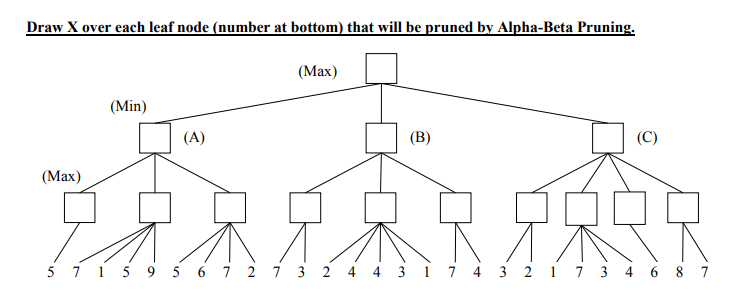 Draw X over each leaf node (number at bottom) that will be pruned by Alpha-Beta Pruning.
(Max)
(Min)
(A) (B) (C)
(Max)
5 7 1 5 9 5 6 7 2 7 3 2 4 4 3 1 7 4 3 2 1 7 3 4 6 8 7